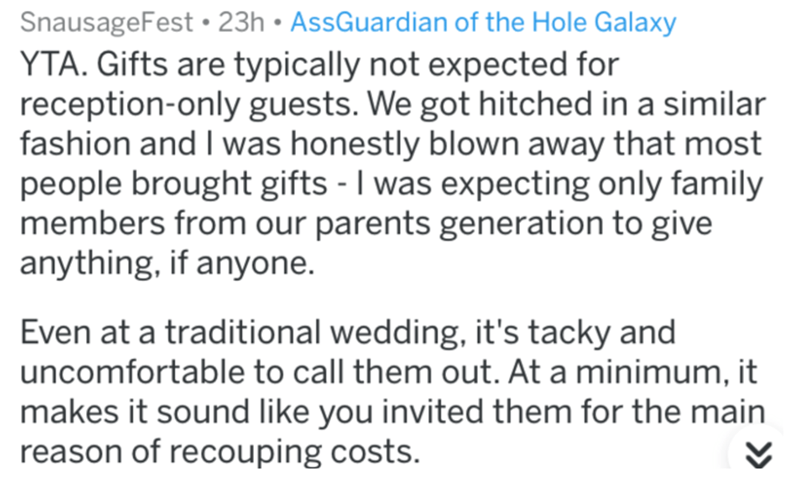 SnausageFest • 23h • AssGuardian of the Hole Galaxy
YTA. Gifts are typically not expected for
reception-only guests. We got hitched in a similar
fashion and I was honestly blown away that most
people brought gifts - I was expecting only family
members from our parents generation to give
anything, if anyone.
Even at a traditional wedding, it's tacky and
uncomfortable to call them out. At a minimum, it
makes it sound like you invited them for the main
reason of recouping costs.